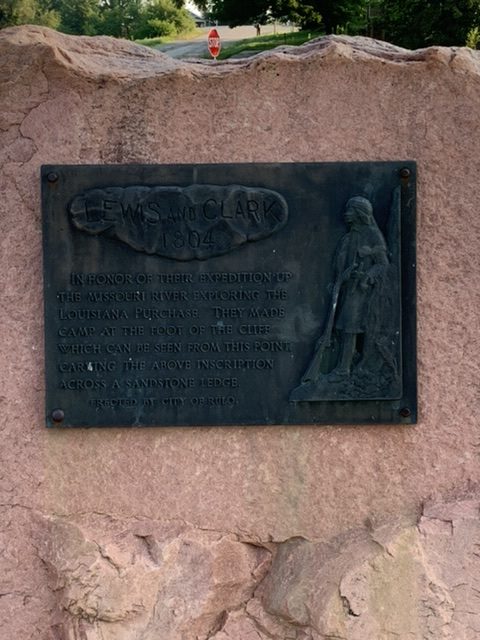 STOP
LEWIS AND CLARK
1804
IN HONOR OF THEIR EXPEDITION UP
THE MISSOURI RIVER EXPLORING THE
LOUISIANA PURCHASE. THEY MADE
CAMP AT THE FOOT OF THE CLIFF
WHICH CAN BE SEEN FROM THIS POINT,
CARVING THE ABOVE INSCRIPTION
ACROSS A SANDSTONE LEDGE
ERECTED BY CITY OF RULO.